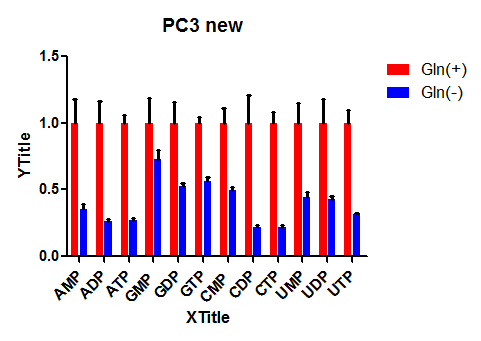 PC3 new
1.5
1.0
0.5
0.0
YTitle
AMP
ADP
ATP
GMP
GDP
GTP
CMP
CDP
CTP
UMP
UDP
UTP
XTitle
Gln(+)
Gln(-)